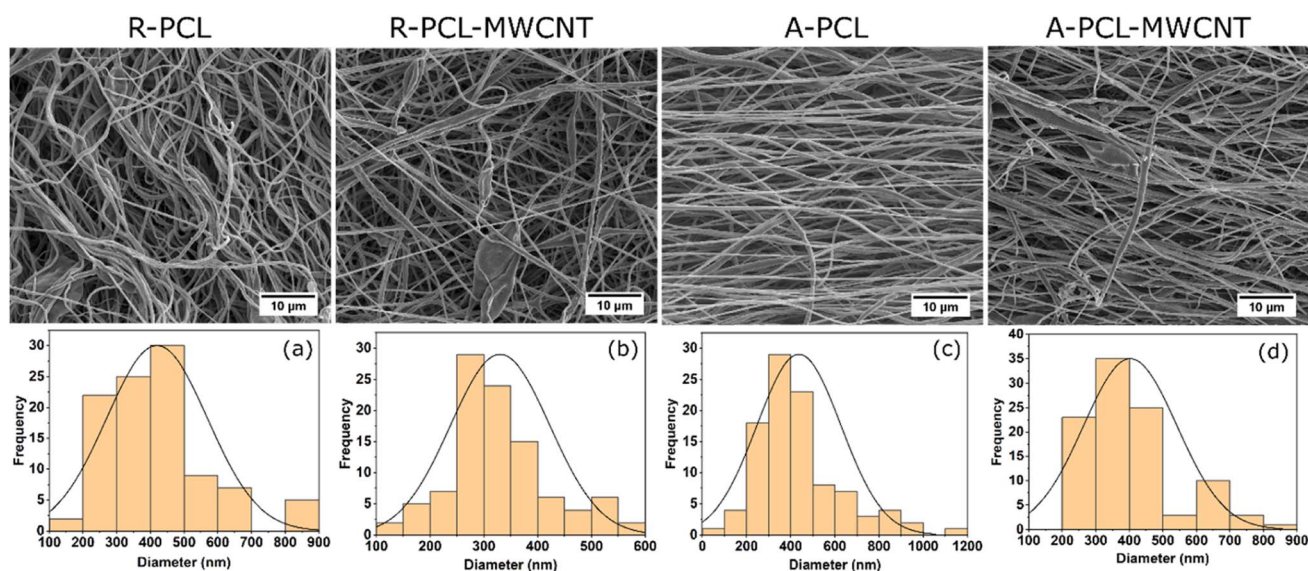 R-PCL
R-PCL-MWCNT
A-PCL
A-PCL-MWCNT
10 µm
10 µm
10 µm
10 µm
(a)
30
25
20
15
10
5
0
Frequency
100 200 300 400 500 600 700 800 900
Diameter (nm)
(b)
30
25
20
15
10
5
0
Frequency
100 200 300 400 500 600
Diameter (nm)
(c)
30
25
20
15
10
5
0
Frequency
0 200 400 600 800 1000 1200
Diameter (nm)
(d)
40
35
30
25
20
15
10
5
0
Frequency
100 200 300 400 500 600 700 800 900
Diameter (nm)